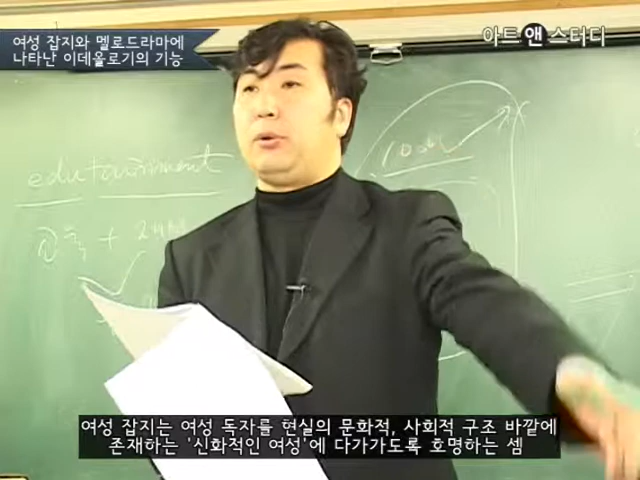 여성 잡지와 멜로드라마에
나타난 이데올로기의 기능
아트앤스터디
edutainment
여성 잡지는 여성 독자를 현실의 문화적, 사회적 구조 바깥에
존재하는 '신화적인 여성'에 다가가도록 호명하는 셈